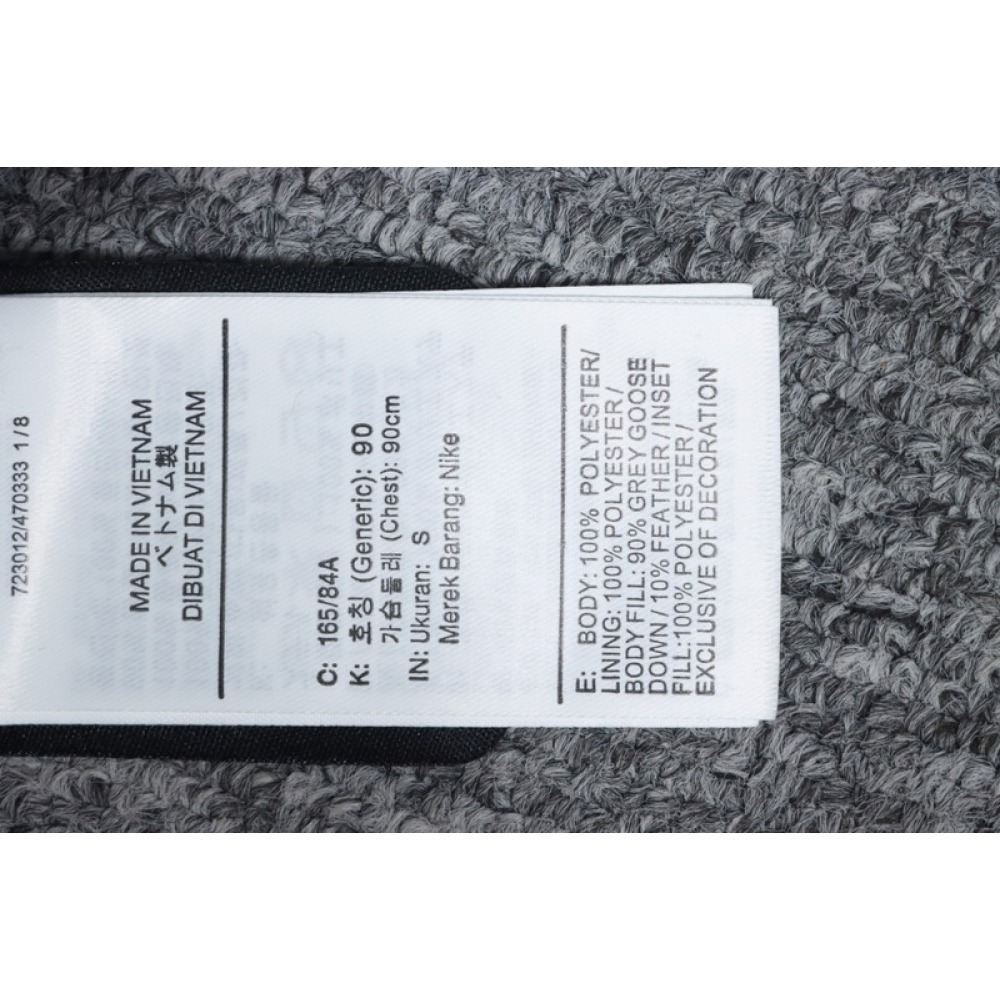 723012/470333 1/8
MADE IN VIETNAM
ベトナム製
DIBUAT DI VIETNAM
C: 165/84A
K: 호칭 (Generic): 90
가슴둘레 (Chest): 90cm
IN: Ukuran: S
Merek Barang: Nike
E: BODY: 100% POLYESTER/
LINING: 100% POLYESTER/
BODY FILL: 90% GREY GOOSE
DOWN/ 10% FEATHER/ INSET
FILL:100% POLYESTER/
EXCLUSIVE OF DECORATION